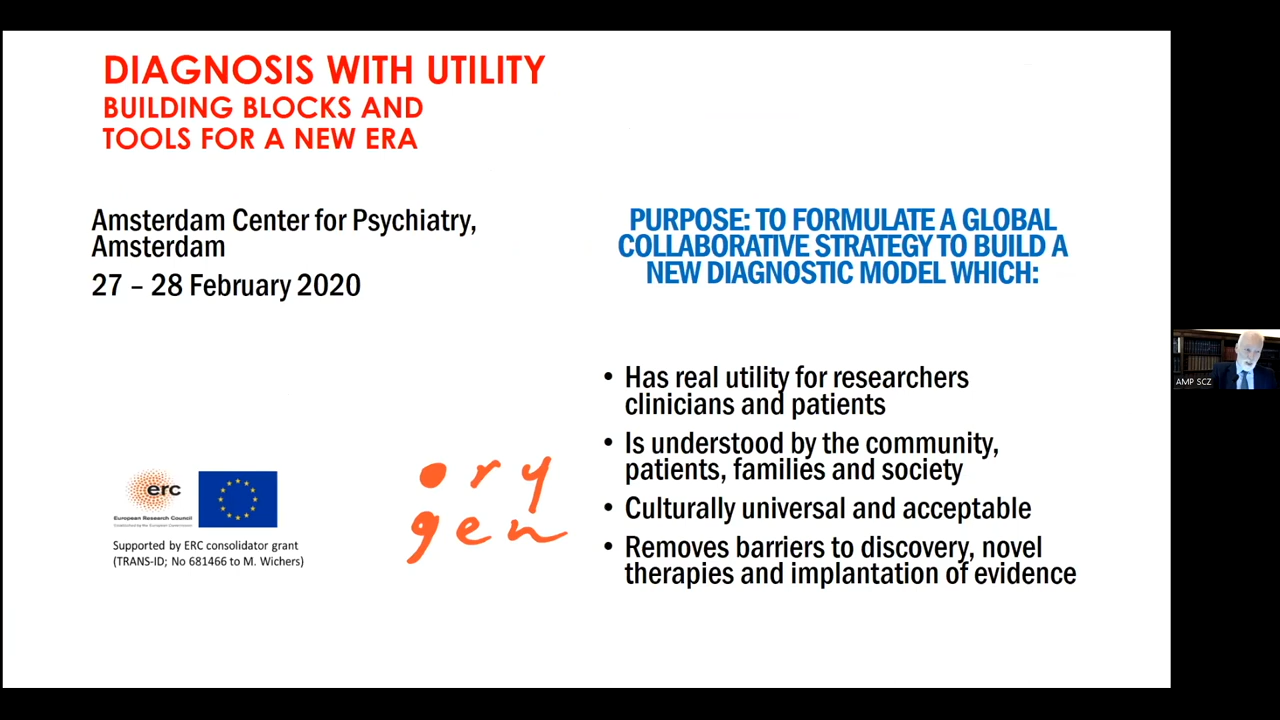 DIAGNOSIS WITH UTILITY
BUILDING BLOCKS AND
TOOLS FOR A NEW ERA
Amsterdam Center for Psychiatry,
Amsterdam
27 – 28 February 2020
PURPOSE: TO FORMULATE A GLOBAL
COLLABORATIVE STRATEGY TO BUILD A
NEW DIAGNOSTIC MODEL WHICH:
• Has real utility for researchers
clinicians and patients
• Is understood by the community,
patients, families and society
• Culturally universal and acceptable
• Removes barriers to discovery, novel
therapies and implantation of evidence
erc
European Research Council
Supported by ERC consolidator grant
(TRANS-ID; No 681466 to M. Wichers)
ory
gen
AMP SCZ